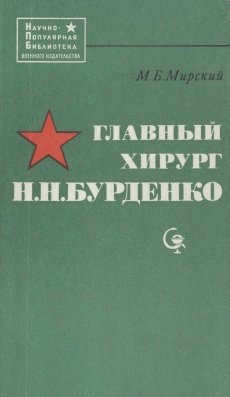 Научно-
Популярная
Библиотека
ВОЕННОГО ИЗДАТЕЛЬСТВА
М. Б. Мирский
ГЛАВНЫЙ
ХИРУРГ
Н.Н.БУРДЕНКО